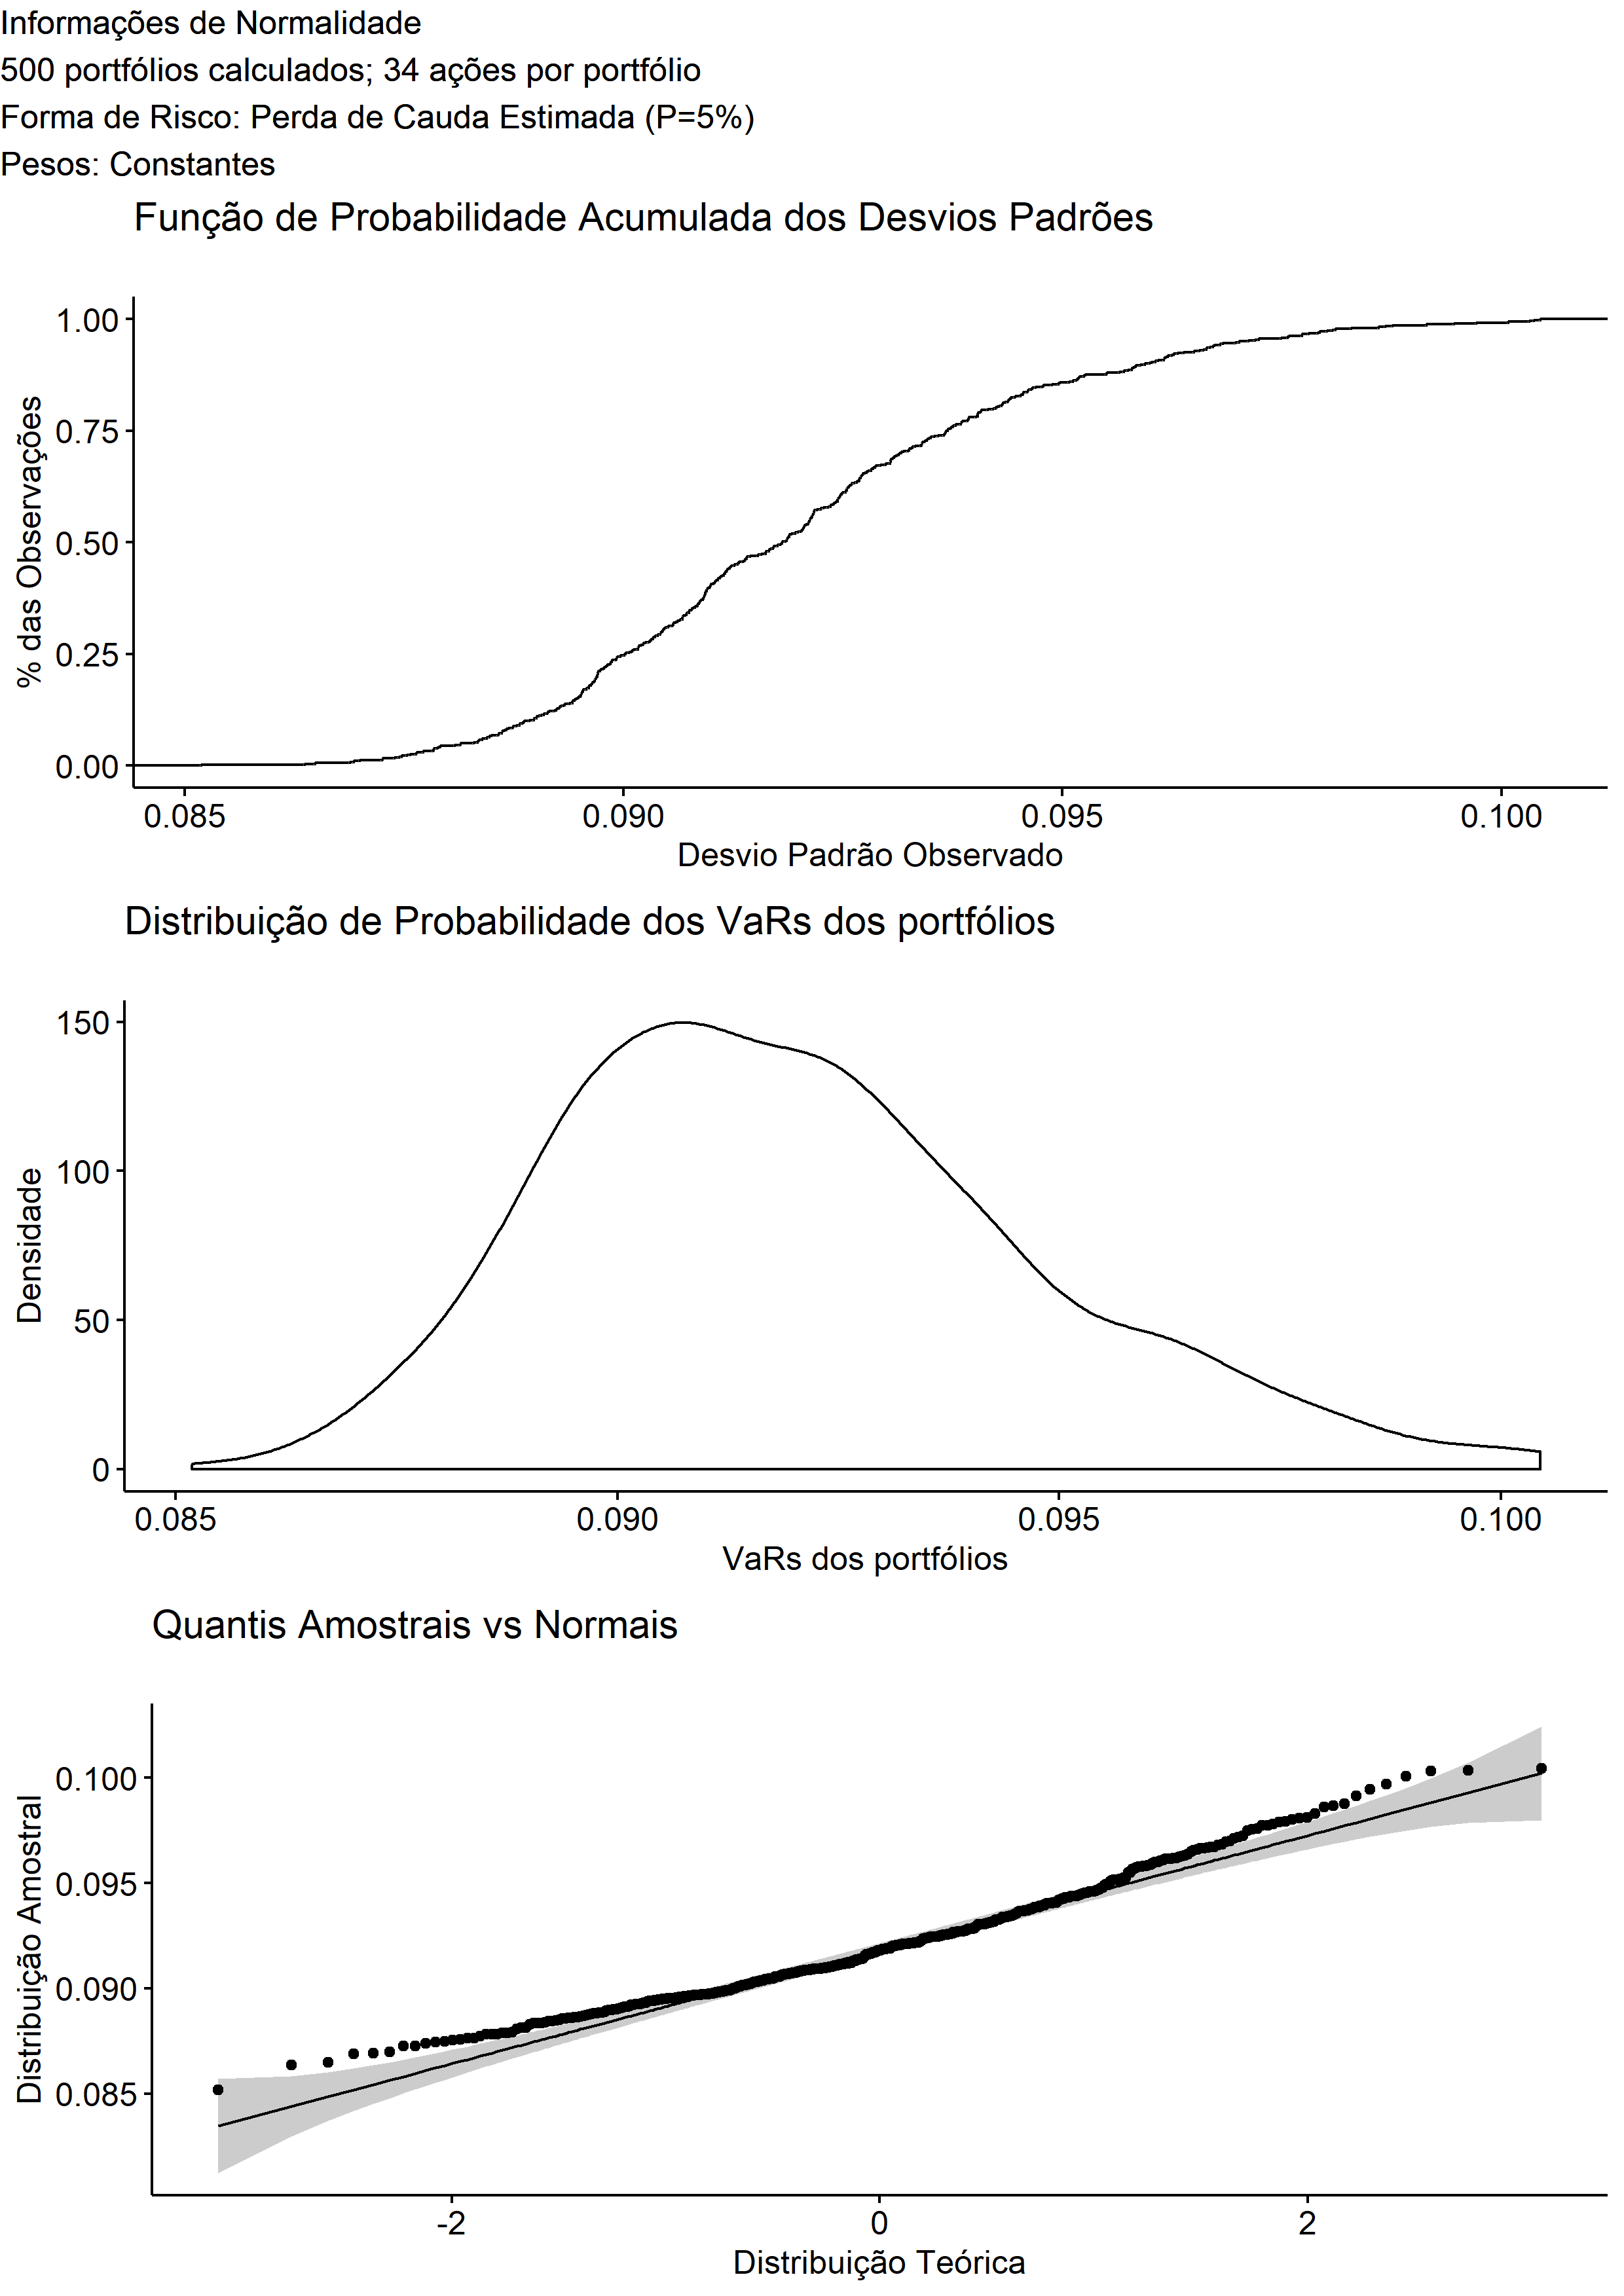 Informações de Normalidade
500 portfólios calculados; 34 ações por portfólio
Forma de Risco: Perda de Cauda Estimada (P=5%)
Pesos: Constantes
Função de Probabilidade Acumulada dos Desvios Padrões
% das Observações
1.00
0.75
0.50
0.25
0.00
0.085 0.090 0.095 0.100
Desvio Padrão Observado
Distribuição de Probabilidade dos VaRs dos portfólios
Densidade
150
100
50
0
0.085 0.090 0.095 0.100
VaRs dos portfólios
Quantis Amostrais vs Normais
Distribuição Amostral
0.100
0.095
0.090
0.085
-2 0 2
Distribuição Teórica